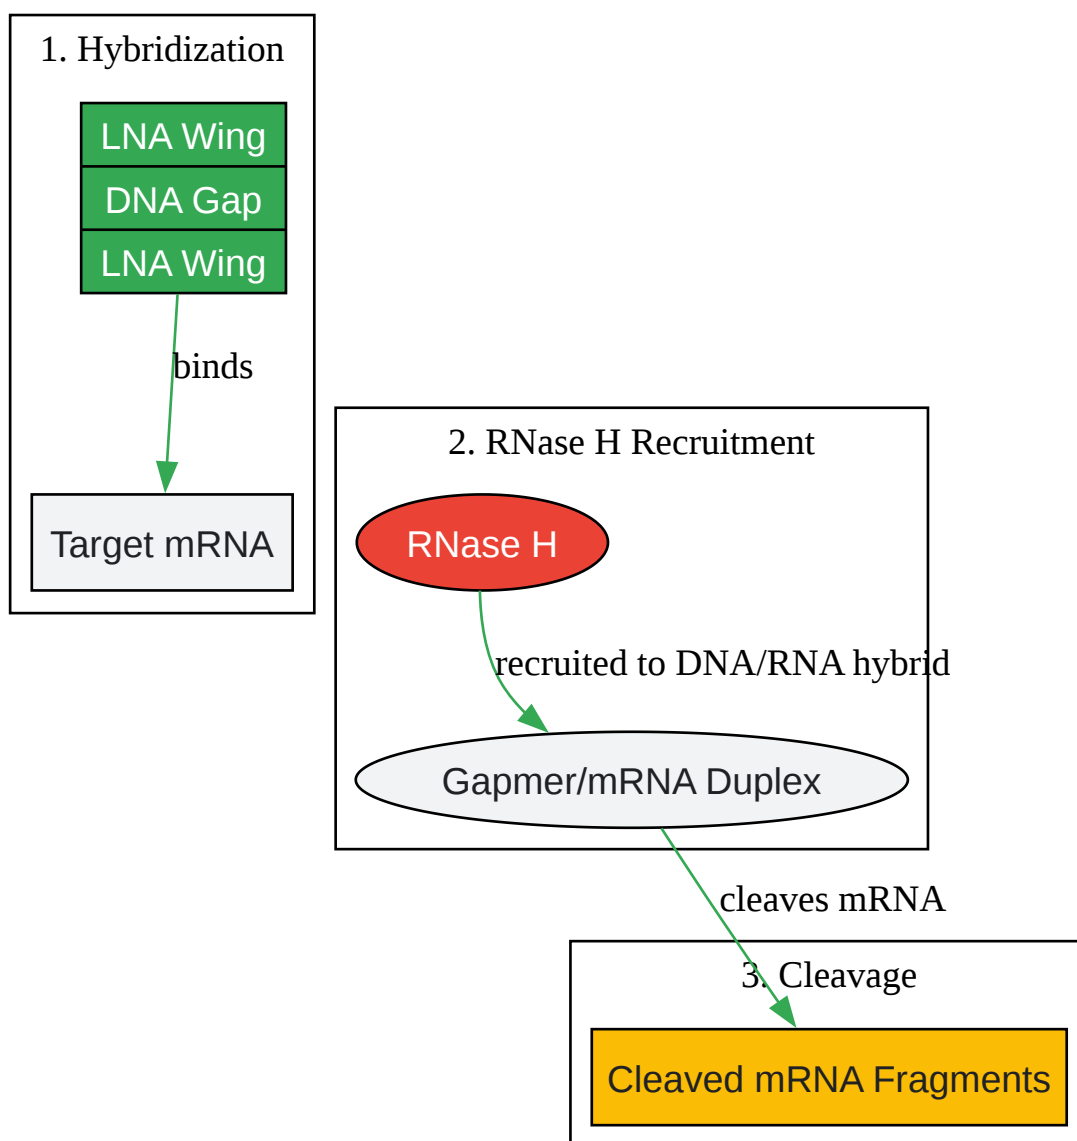 1. Hybridization
LNA Wing
DNA Gap
LNA Wing
binds
Target mRNA
2. RNase H Recruitment
RNase H
recruited to DNA/RNA hybrid
Gapmer/mRNA Duplex
cleaves mRNA
3. Cleavage
Cleaved mRNA Fragments